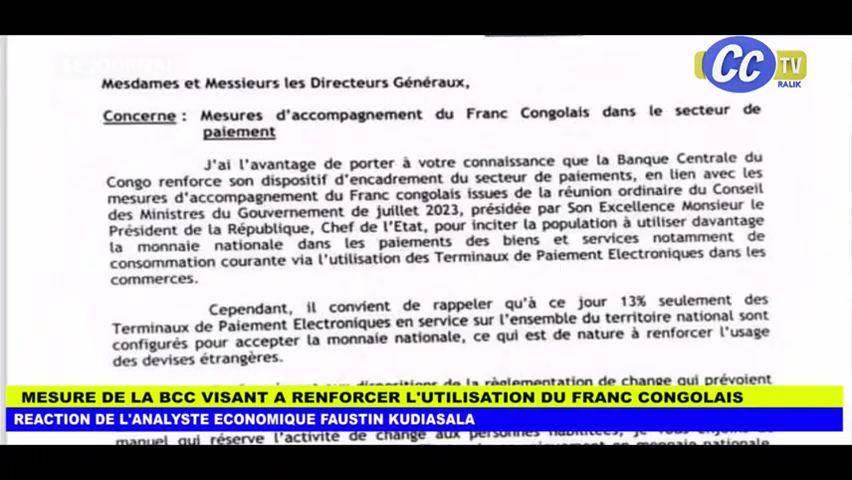 CC
TV
RALIK
Mesdames et Messieurs les Directeurs Généraux,
Concerne : Mesures d'accompagnement du Franc Congolais dans le secteur de
paiement
J'ai l'avantage de porter à votre connaissance que la Banque Centrale du
Congo renforce son dispositif d'encadrement du secteur de paiements, en lien avec les
mesures d'accompagnement du Franc congolais issues de la réunion ordinaire du Conseil
des Ministres du Gouvernement de juillet 2023, présidée par Son Excellence Monsieur le
Président de la République, Chef de l'Etat, pour inciter la population à utiliser davantage
la monnaie nationale dans les paiements des biens et services notamment de
consommation courante via l'utilisation des Terminaux de Paiement Electroniques dans les
commerces.
Cependant, il convient de rappeler qu'à ce jour 13% seulement des
Terminaux de Paiement Electroniques en service sur l'ensemble du territoire national sont
configurés pour accepter la monnaie nationale, ce qui est de nature à renforcer l'usage
des devises étrangères.
aux dispositions de la règlementation de change qui prévoient
MESURE DE LA BCC VISANT A RENFORCER L'UTILISATION DU FRANC CONGOLAIS
REACTION DE L'ANALYSTE ECONOMIQUE FAUSTIN KUDIASALA
manuel qui réserve l'activité de change aux personnes habilitées, je vous
en monnaie nationale